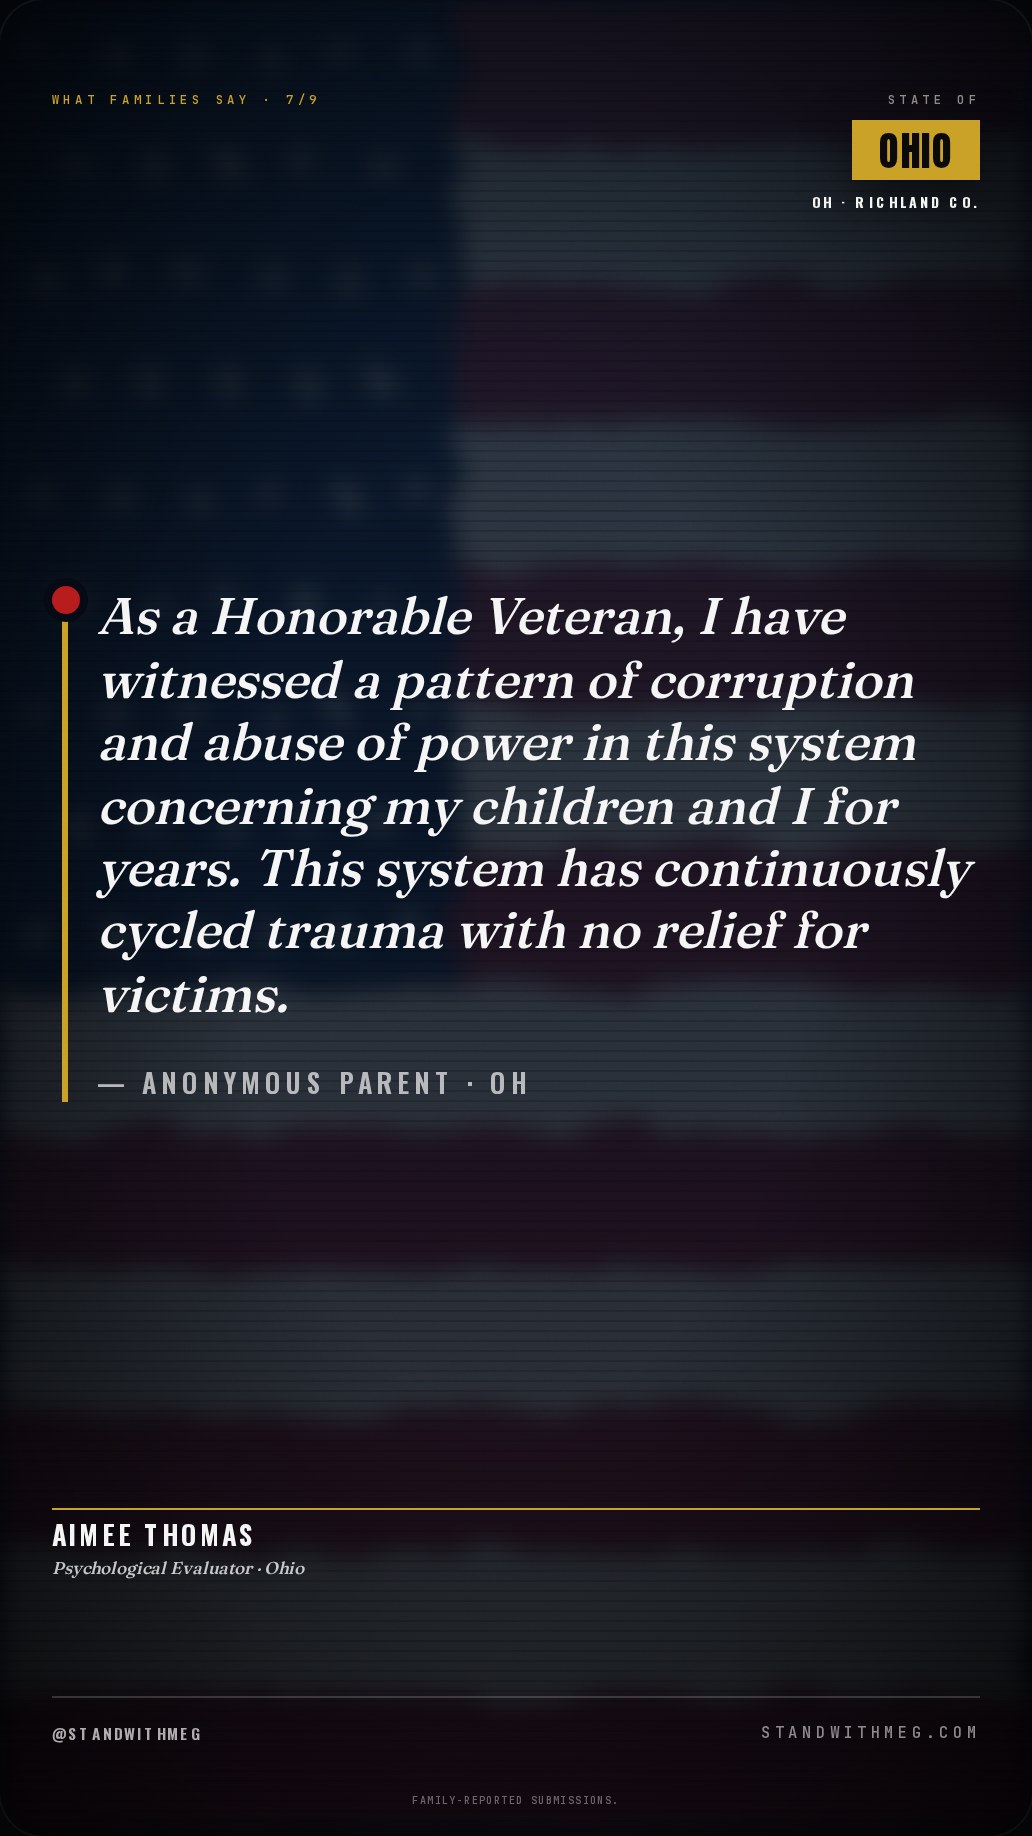 WHAT FAMILIES SAY · 7/9
STATE OF
OHIO
OH · RICHLAND CO.
As a Honorable Veteran, I have
witnessed a pattern of corruption
and abuse of power in this system
concerning my children and I for
years. This system has continuously
cycled trauma with no relief for
victims.
— ANONYMOUS PARENT · OH
AIMEE THOMAS
Psychological Evaluator · Ohio
@STANDWITHMEG
STANDWITHMEG.COM
FAMILY-REPORTED SUBMISSIONS.